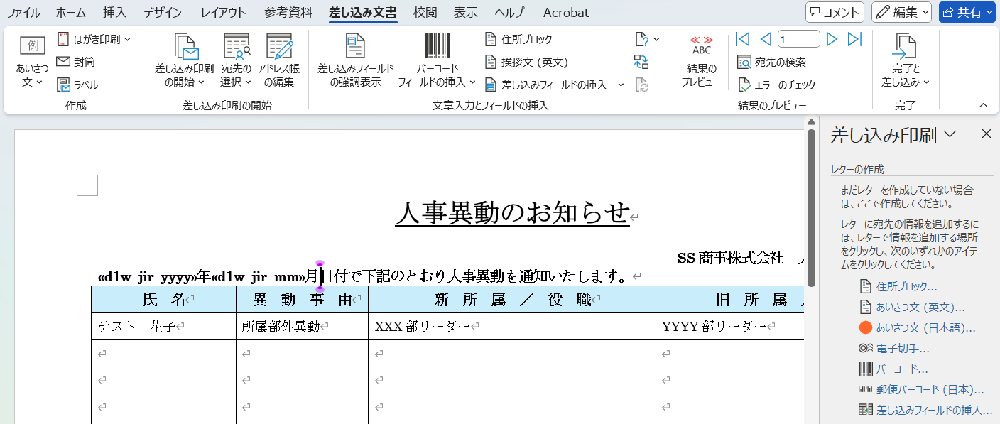 ファイル ホーム 挿入 デザイン レイアウト 参考資料 差し込み文書 校閲 表示 ヘルプ Acrobat コメント 編集 共有
例 あいさつ文
はがき印刷
封筒
ラベル
作成
差し込み印刷の開始
宛先の選択
アドレス帳の編集
差し込み印刷の開始
差し込みフィールドの強調表示
バーコードフィールドの挿入
住所ブロック
挨拶文 (英文)
差し込みフィールドの挿入
文章入力とフィールドの挿入
ABC
結果のプレビュー
1
宛先の検索
エラーのチェック
結果のプレビュー
完了と差し込み
完了
人事異動のお知らせ
SS 商事株式会社
«d1w_jir_yyyy»年«d1w_jir_mm»月日付で下記のとおり人事異動を通知いたします。
氏 名 異 動 事 由 新 所 属 ／ 役 職 旧 所 属
テスト 花子 所属部外異動 XXX 部リーダー YYYY 部リーダー
差し込み印刷
レターの作成
まだレターを作成していない場合
は、ここで作成してください。
レターに宛先の情報を追加するに
は、レターで情報を追加する場所
をクリックし、次のいずれかのアイテ
ムをクリックしてください。
住所ブロック...
あいさつ文 (英文)...
あいさつ文 (日本語)...
電子切手...
バーコード...
郵便バーコード (日本)...
差し込みフィールドの挿入...